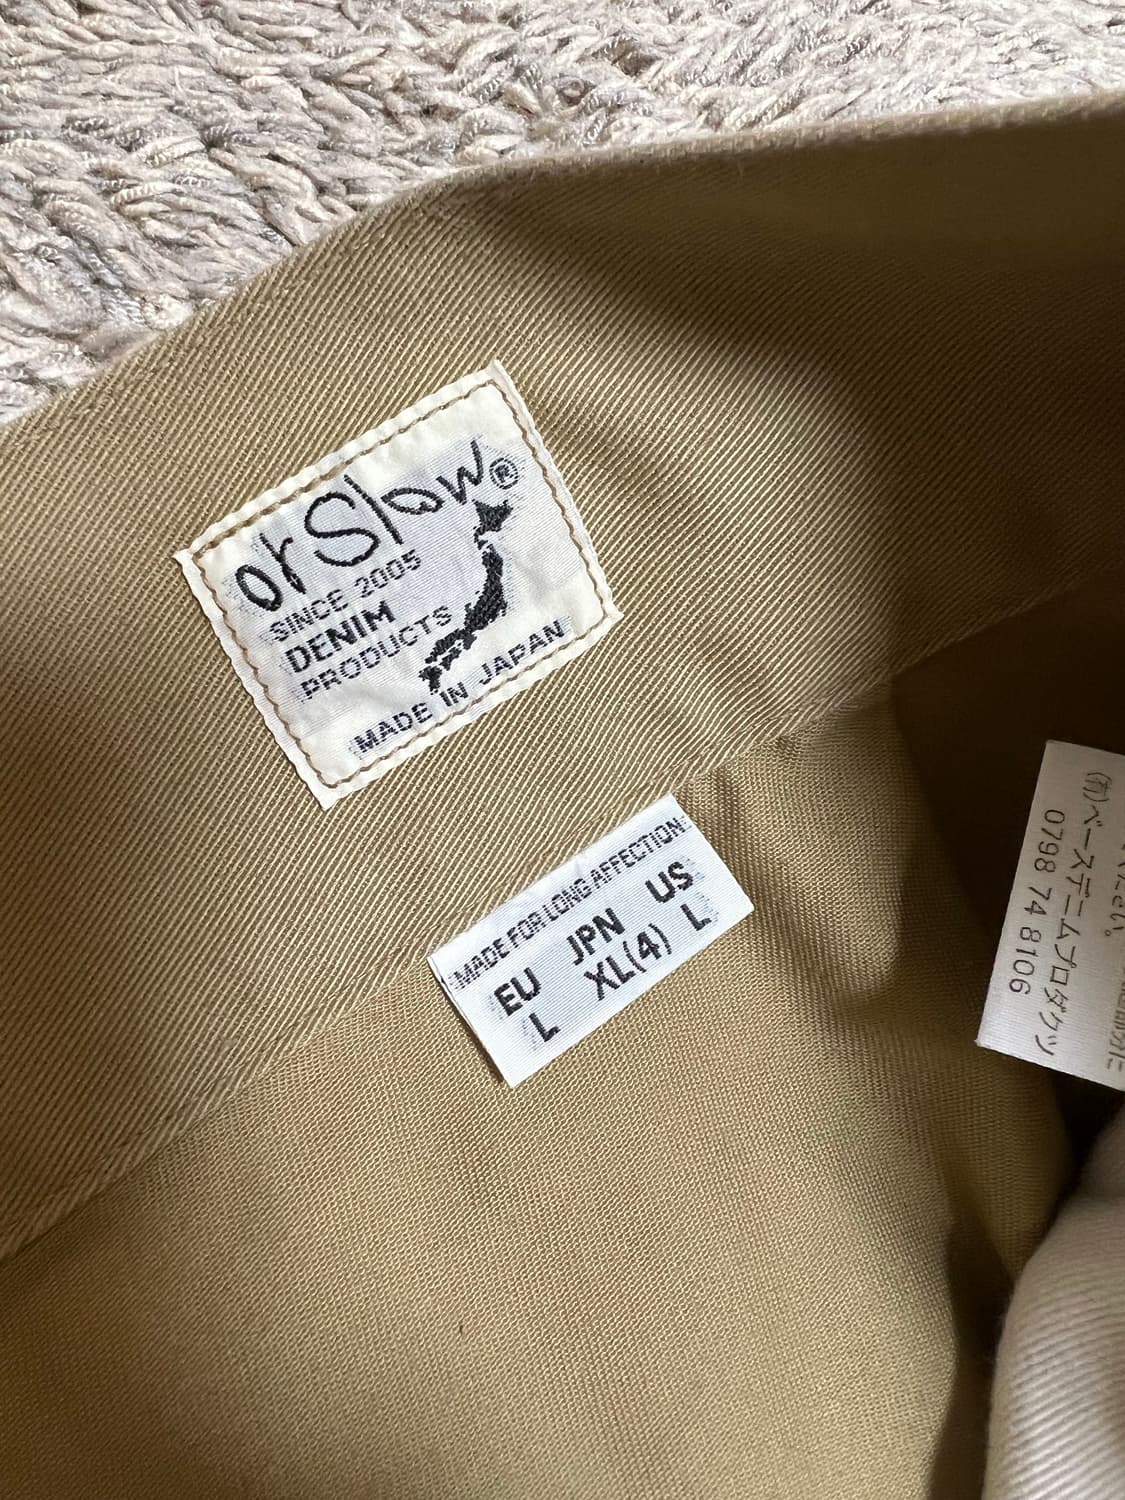 orslow®
SINCE 2005
DENIM
PRODUCTS
MADE IN JAPAN
MADE FOR LONG AFFECTION
EU JPN US
L XL(4) L
(有)ベースデニムプロダクツ
0798 74 8106